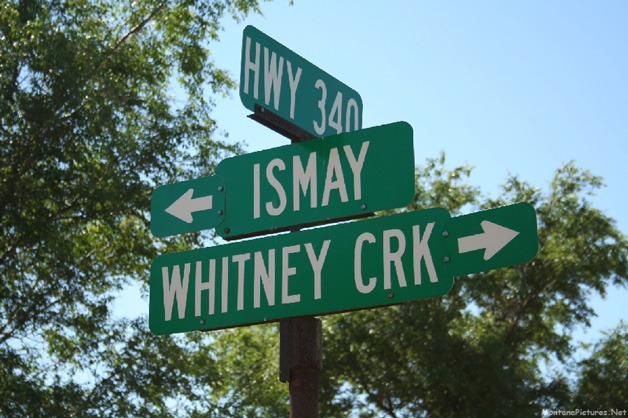 HWY 340
ISMAY
WHITNEY CRK
MontanaPictures.Net